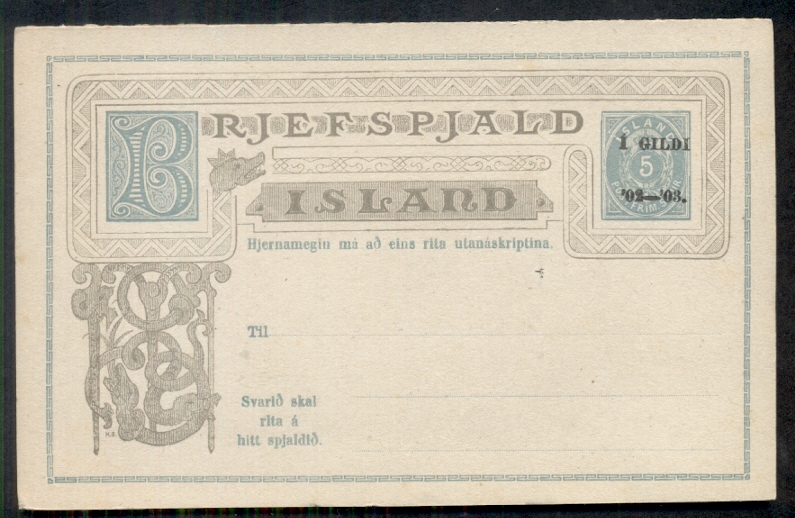 BRJEFSPJALD
ISLAND
Í GILDI
5
'02—'03.
Hjernamegin má að eins rita utanáskriptina.
Til
Svarið skal
rita á
hitt spjaldið.